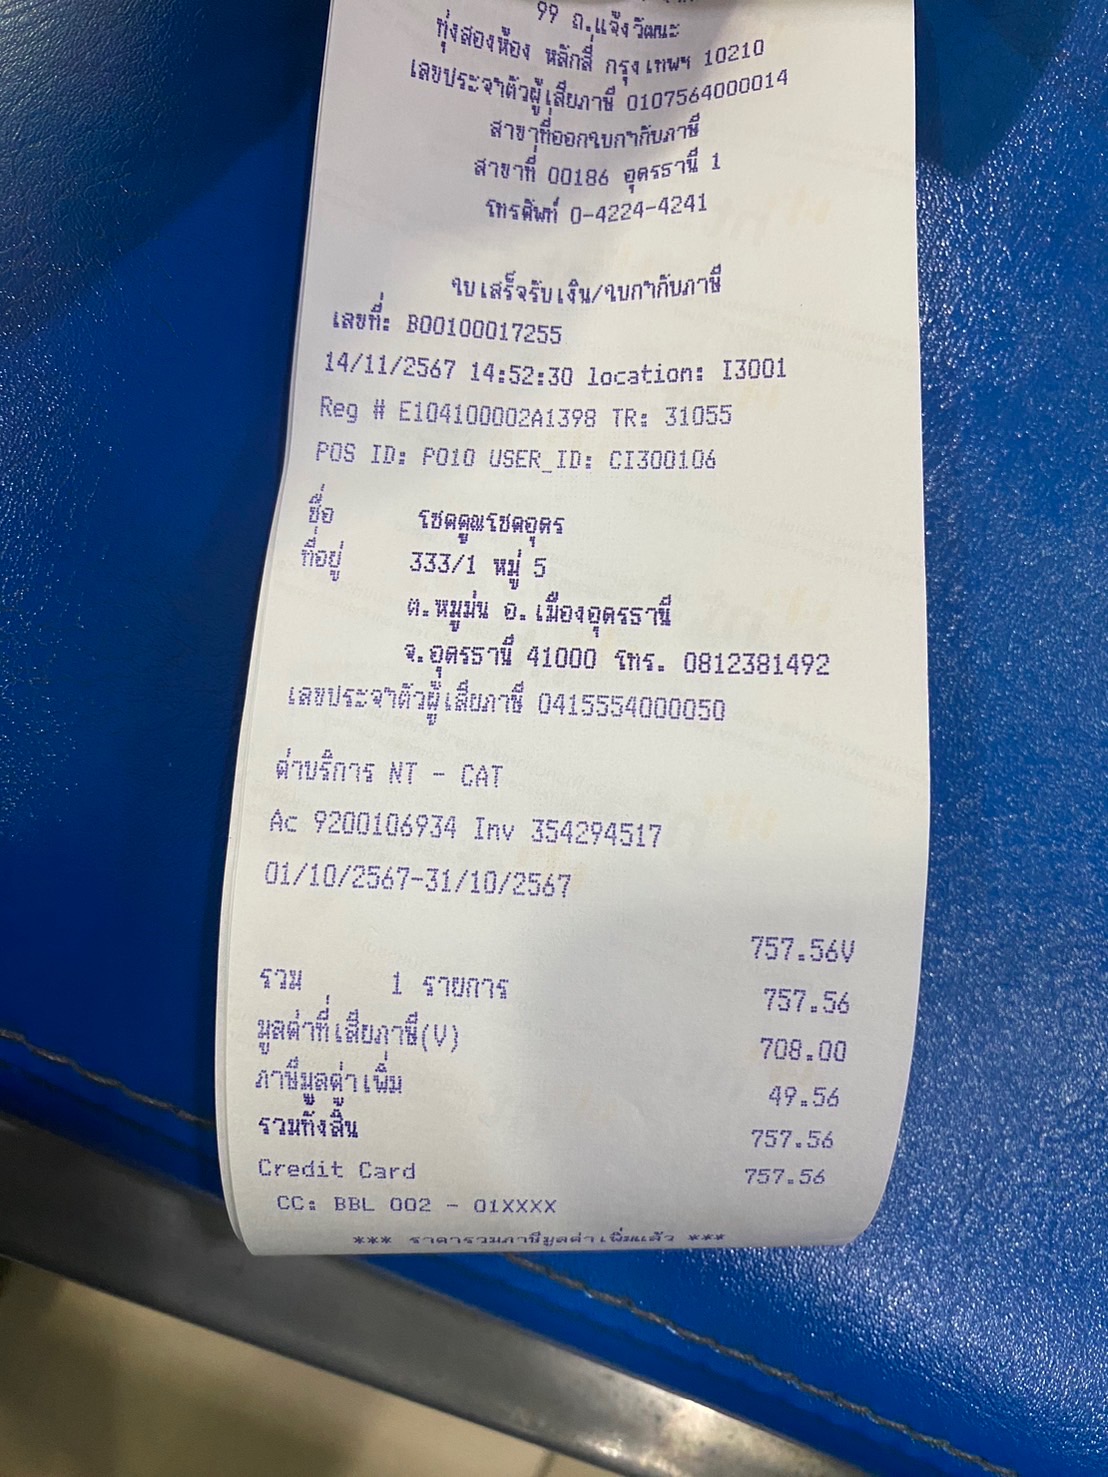 99 ถ.แจ้งวัฒนะ
ทุ่งสองห้อง หลักสี่ กรุงเทพฯ 10210
เลขประจำตัวผู้เสียภาษี 0107564000014
สาขาที่ออกใบกำกับภาษี
สาขาที่ 00186 อุดรธานี 1
โทรศัพท์ 0-4224-4241
ใบเสร็จรับเงิน/ใบกำกับภาษี
เลขที่: B00100017255
14/11/2567 14:52:30 location: I3001
Reg # E104100002A1398 TR: 31055
POS ID: P010 USER_ID: CI300106
ชื่อ โชคคูณโชคอุดร
ที่อยู่ 333/1 หมู่ 5
ต.หมูม่น อ.เมืองอุดรธานี
จ.อุดรธานี 41000 โทร. 0812381492
เลขประจำตัวผู้เสียภาษี 0415554000050
ค่าบริการ NT - CAT
Ac 9200106934 Inv 354294517
01/10/2567-31/10/2567
757.56V
รวม 1 รายการ 757.56
มูลค่าที่เสียภาษี(V) 708.00
ภาษีมูลค่าเพิ่ม 49.56
รวมทั้งสิ้น 757.56
Credit Card 757.56
CC: BBL 002 - 01XXXX
*** ราคารวมภาษีมูลค่าเพิ่มแล้ว ***